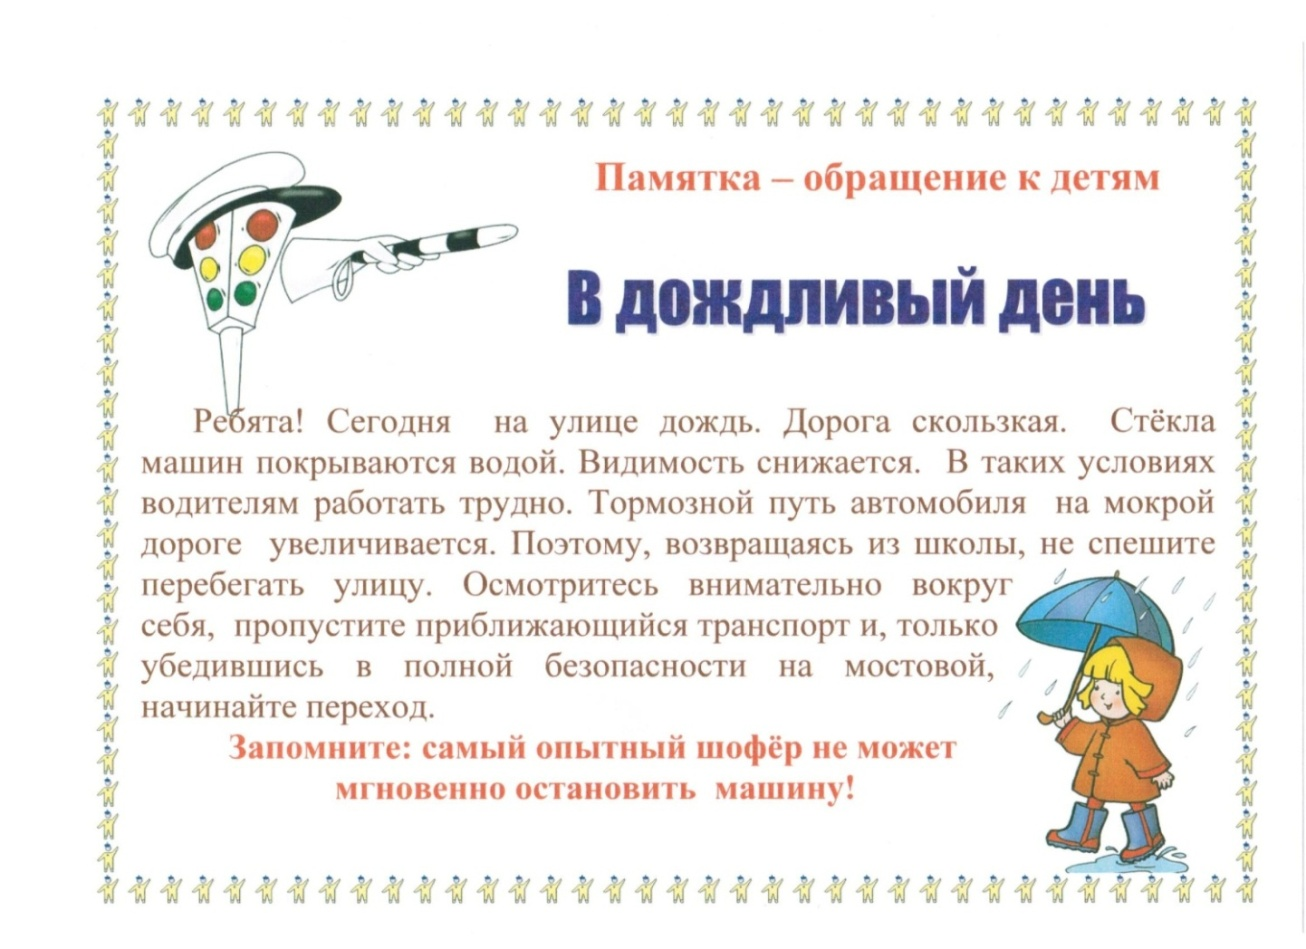 Памятка – обращение к детям
В дождливый день
Ребята! Сегодня на улице дождь. Дорога скользкая. Стёкла
машин покрываются водой. Видимость снижается. В таких условиях
водителям работать трудно. Тормозной путь автомобиля на мокрой
дороге увеличивается. Поэтому, возвращаясь из школы, не спешите
перебегать улицу. Осмотритесь внимательно вокруг
себя, пропустите приближающийся транспорт и, только
убедившись в полной безопасности на мостовой,
начинайте переход.
Запомните: самый опытный шофёр не может
мгновенно остановить машину!